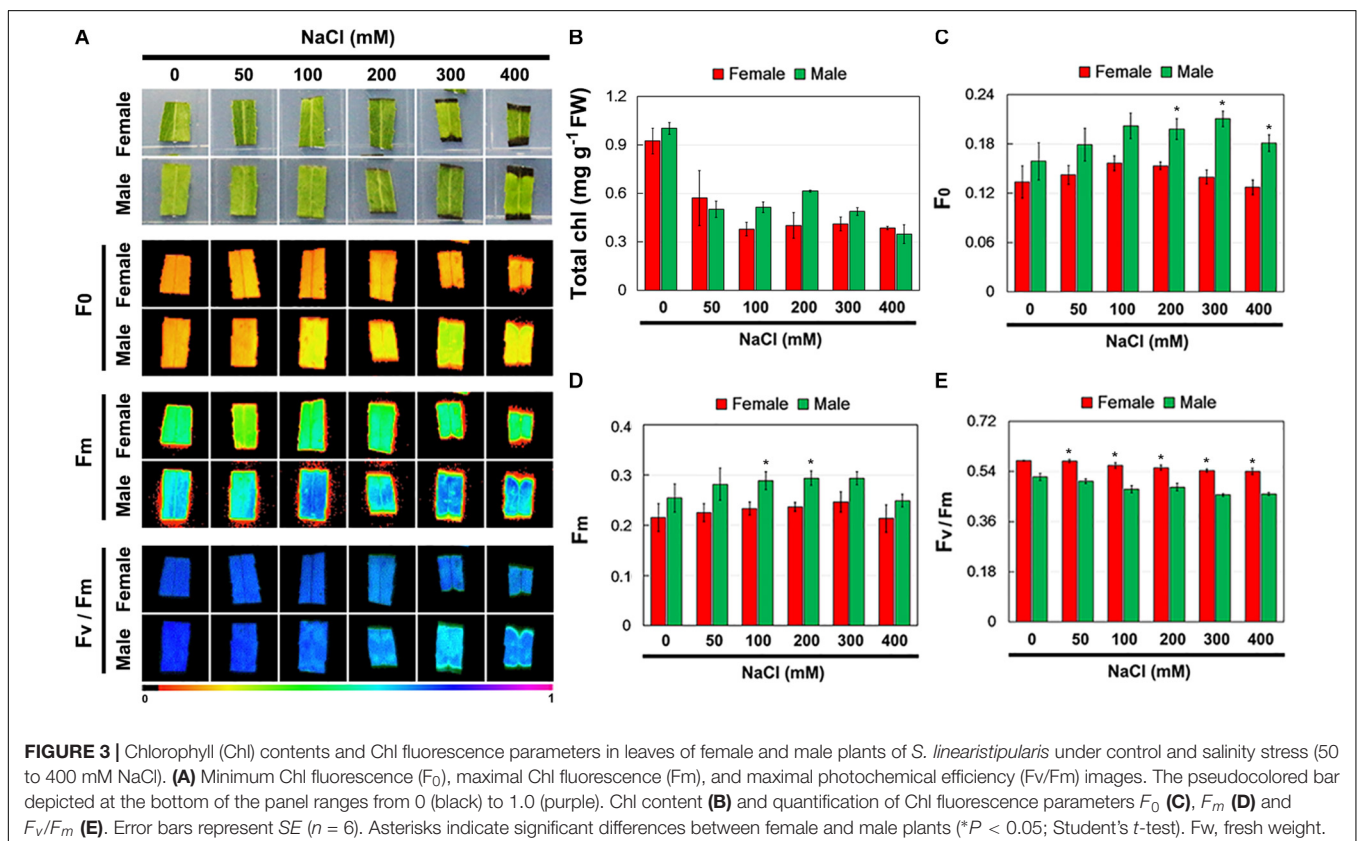 A
NaCl (mM)
0 50 100 200 300 400
Female
Male
F0
Female
Male
Fm
Female
Male
Fv / Fm
Female
Male
0 1
B
Female Male
Total chl (mg g⁻¹ FW)
1.2
0.9
0.6
0.3
0
0 50 100 200 300 400
NaCl (mM)
C
Female Male
F₀
0.24
0.18
0.12
0.06
0
* * *
0 50 100 200 300 400
NaCl (mM)
D
Female Male
Fm
0.4
0.3
0.2
0.1
0
* *
0 50 100 200 300 400
NaCl (mM)
E
Female Male
Fv / Fm
0.72
0.54
0.36
0.18
0
* * * * *
0 50 100 200 300 400
NaCl (mM)
FIGURE 3 | Chlorophyll (Chl) contents and Chl fluorescence parameters in leaves of female and male plants of S. linearistipularis under control and salinity stress (50
to 400 mM NaCl). (A) Minimum Chl fluorescence (F₀), maximal Chl fluorescence (Fm), and maximal photochemical efficiency (Fv/Fm) images. The pseudocolored bar
depicted at the bottom of the panel ranges from 0 (black) to 1.0 (purple). Chl content (B) and quantification of Chl fluorescence parameters F₀ (C), Fₘ (D) and
Fᵥ/Fₘ (E). Error bars represent SE (n = 6). Asterisks indicate significant differences between female and male plants (*P < 0.05; Student's t-test). Fw, fresh weight.